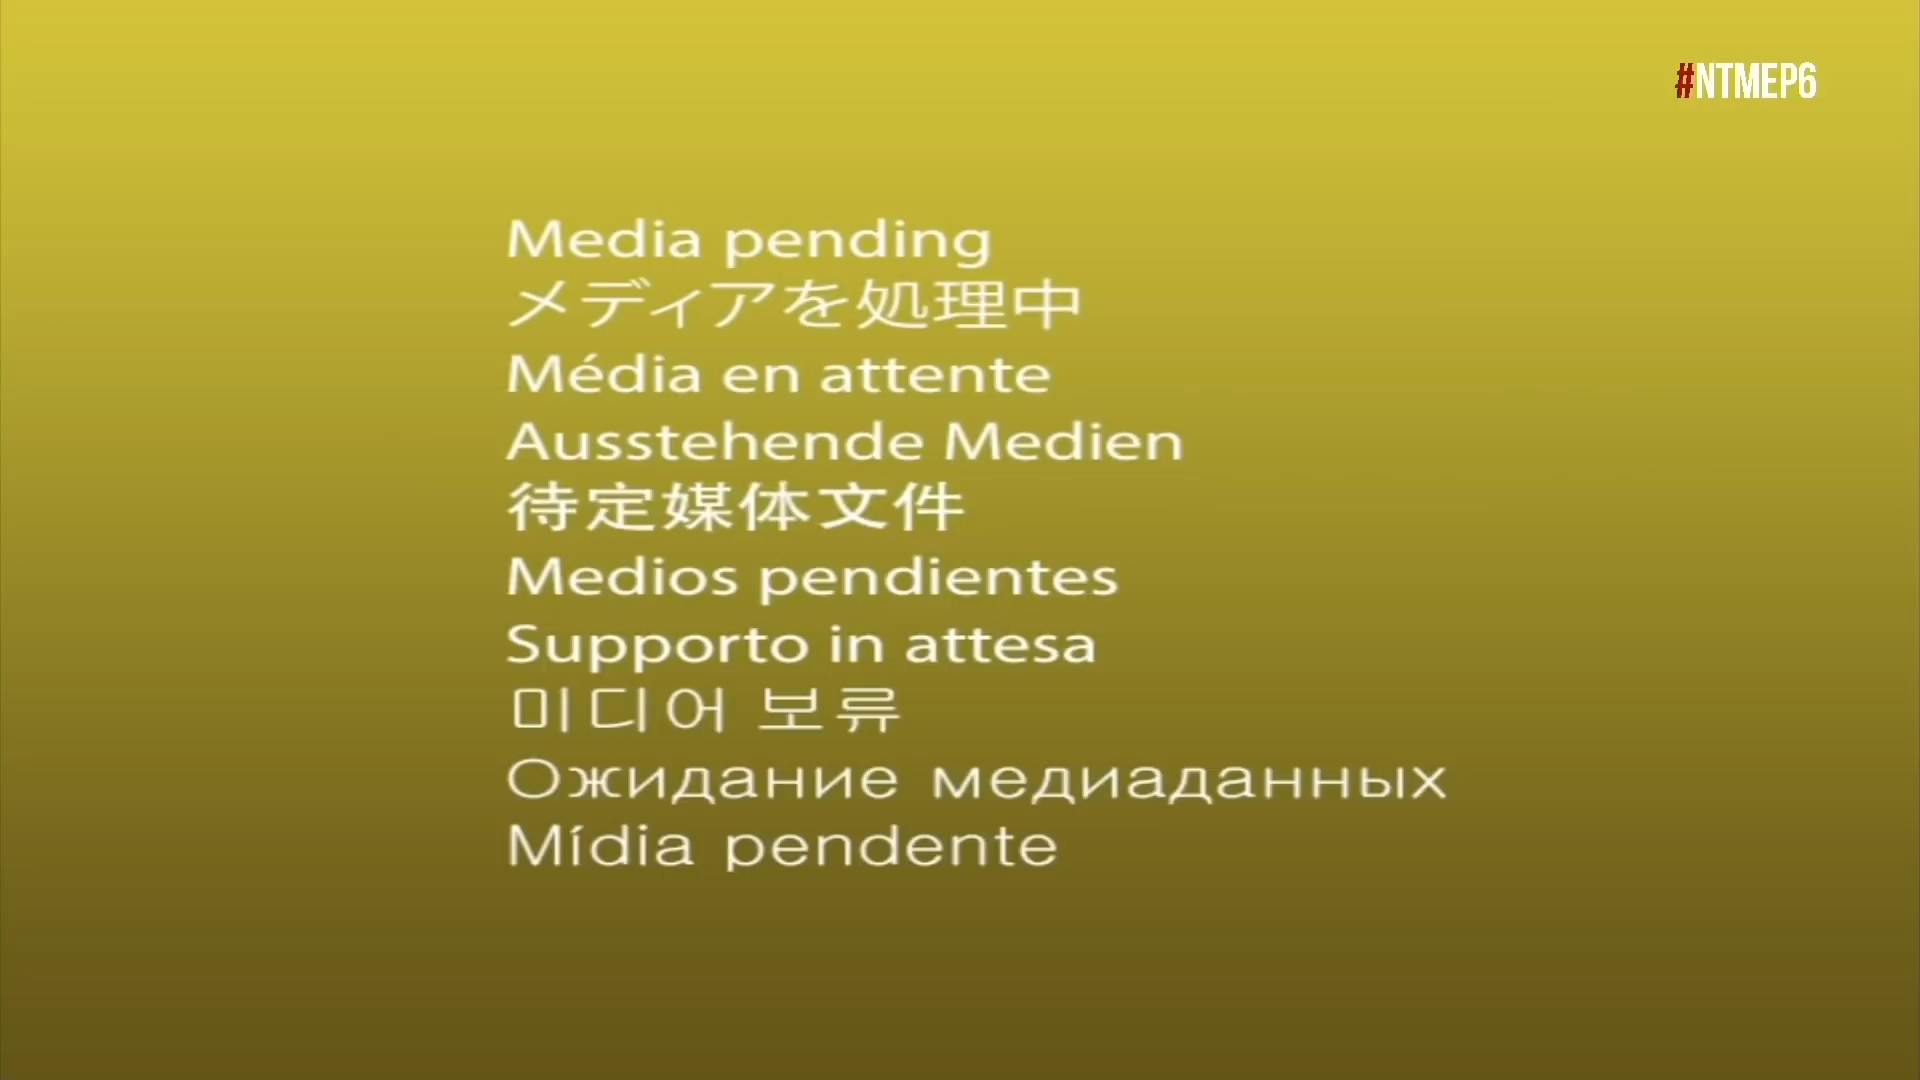 #NTMEP6
Media pending
メディアを処理中
Média en attente
Ausstehende Medien
待定媒体文件
Medios pendientes
Supporto in attesa
미디어 보류
Ожидание медиаданных
Mídia pendente